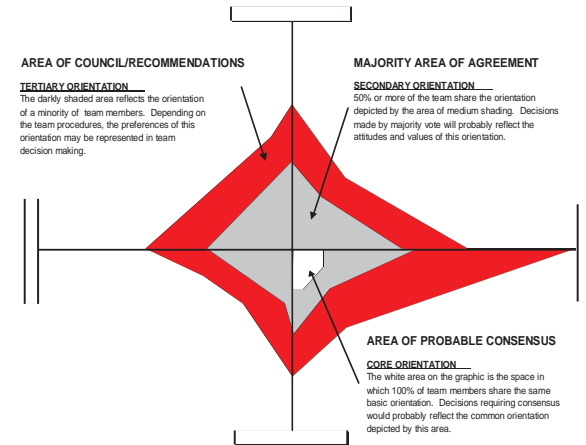 AREA OF COUNCIL/RECOMMENDATIONS
TERTIARY ORIENTATION
The darkly shaded area reflects the orientation
of a minority of team members. Depending on
the team procedures, the preferences of this
orientation may be represented in team
decision making.
MAJORITY AREA OF AGREEMENT
SECONDARY ORIENTATION
50% or more of the team share the orientation
depicted by the area of medium shading. Decisions
made by majority vote will probably reflect the
attitudes and values of this orientation.
AREA OF PROBABLE CONSENSUS
CORE ORIENTATION
The white area on the graphic is the space in
which 100% of team members share the same
basic orientation. Decisions requiring consensus
would probably reflect the common orientation
depicted by this area.